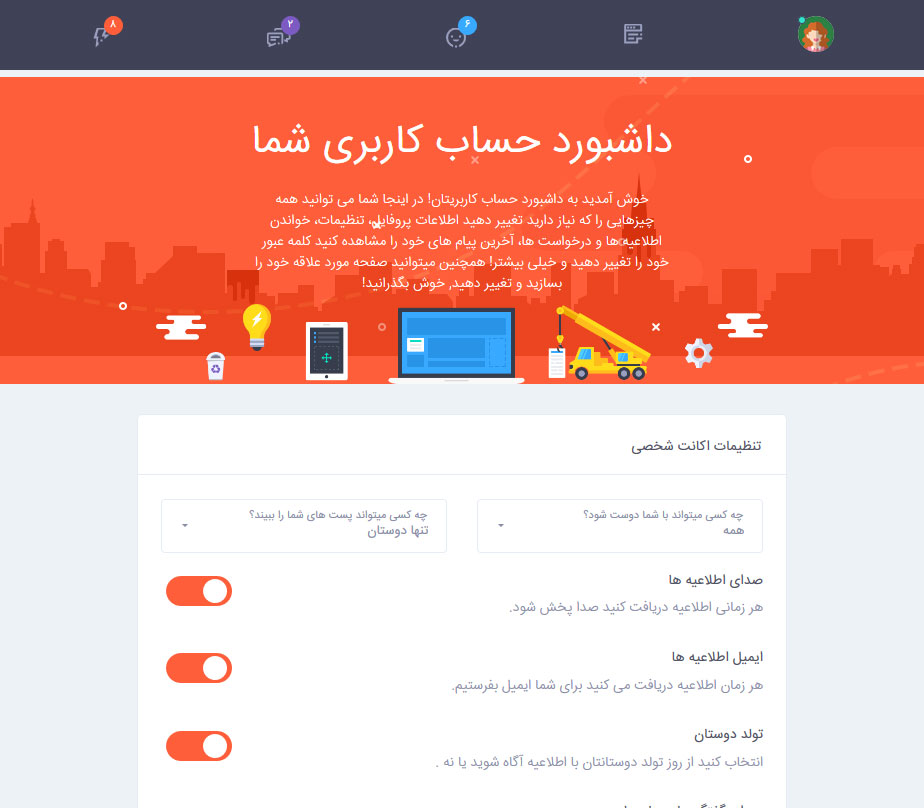 ۶
۲
۸
داشبورد حساب کاربری شما
خوش آمدید به داشبورد حساب کاربریتان! در اینجا شما می توانید همه
چیزهایی را که نیاز دارید تغییر دهید اطلاعات پروفایل، تنظیمات، خواندن
اطلاعیه ها و درخواست ها، آخرین پیام های خود را مشاهده کنید کلمه عبور
خود را تغییر دهید و خیلی بیشتر! همچنین میتوانید صفحه مورد علاقه خود را
بسازید و تغییر دهید, خوش بگذرانید!
تنظیمات اکانت شخصی
چه کسی میتواند با شما دوست شود؟
همه
چه کسی میتواند پست های شما را ببیند؟
تنها دوستان
صدای اطلاعیه ها
هر زمانی اطلاعیه دریافت کنید صدا پخش شود.
ایمیل اطلاعیه ها
هر زمان اطلاعیه دریافت می کنید برای شما ایمیل بفرستیم.
تولد دوستان
انتخاب کنید از روز تولد دوستانتان با اطلاعیه آگاه شوید یا نه .